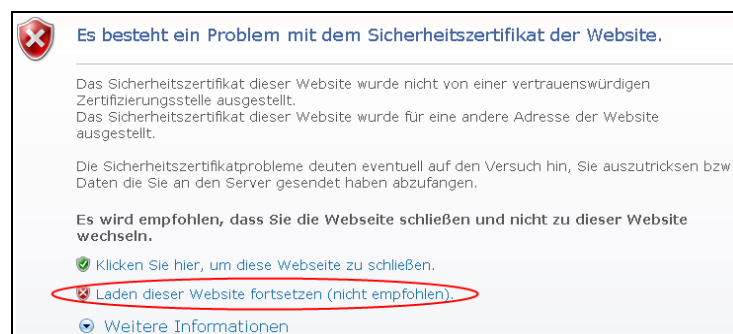 Es besteht ein Problem mit dem Sicherheitszertifikat der Website.
Das Sicherheitszertifikat dieser Website wurde nicht von einer vertrauenswürdigen
Zertifizierungsstelle ausgestellt.
Das Sicherheitszertifikat dieser Website wurde für eine andere Adresse der Website
ausgestellt.
Die Sicherheitszertifikatprobleme deuten eventuell auf den Versuch hin, Sie auszutricksen bzw
Daten die Sie an den Server gesendet haben abzufangen.
Es wird empfohlen, dass Sie die Webseite schließen und nicht zu dieser Website
wechseln.
Klicken Sie hier, um diese Webseite zu schließen.
Laden dieser Website fortsetzen (nicht empfohlen).
Weitere Informationen